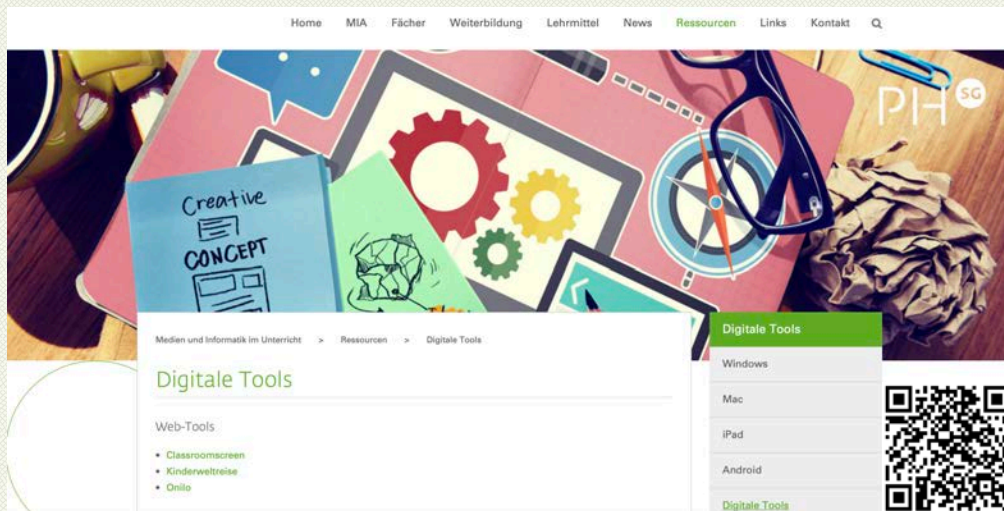 Home MIA Fächer Weiterbildung Lehrmittel News Ressourcen Links Kontakt
PH SG
Creative
CONCEPT
Medien und Informatik im Unterricht > Ressourcen > Digitale Tools
Digitale Tools
Web-Tools
• Classroomscreen
• Kinderweltreise
• Onilo
Digitale Tools
Windows
Mac
iPad
Android
Digitale Tools